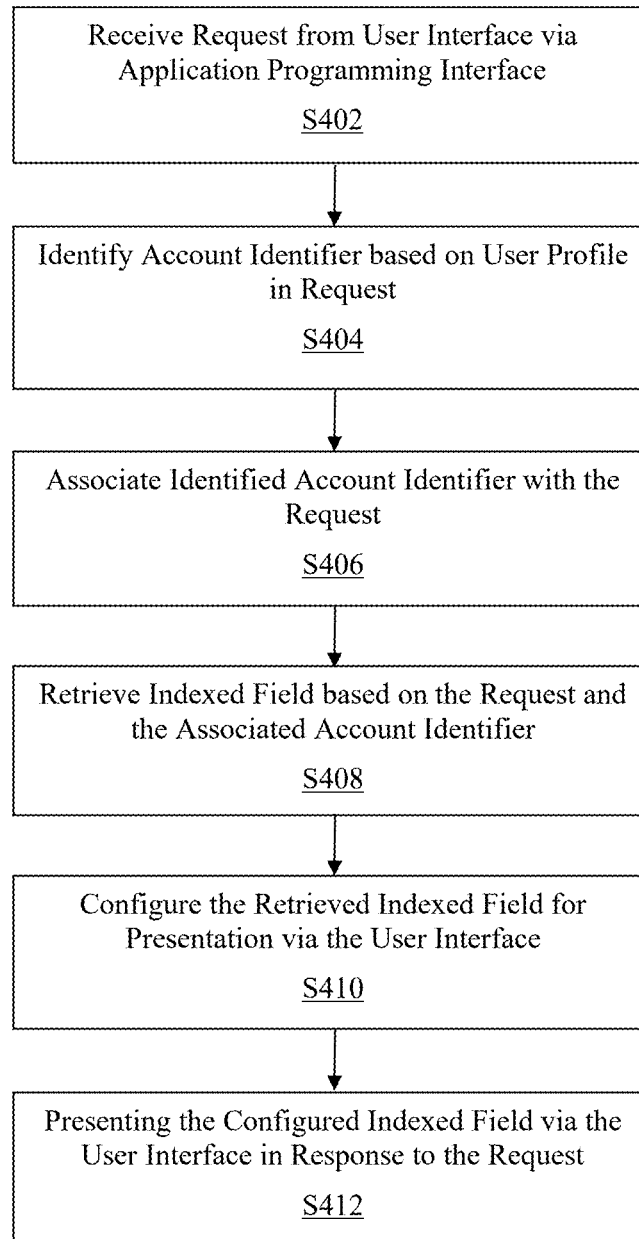 Receive Request from User Interface via
Application Programming Interface
S402
Identify Account Identifier based on User Profile
in Request
S404
Associate Identified Account Identifier with the
Request
S406
Retrieve Indexed Field based on the Request and
the Associated Account Identifier
S408
Configure the Retrieved Indexed Field for
Presentation via the User Interface
S410
Presenting the Configured Indexed Field via the
User Interface in Response to the Request
S412